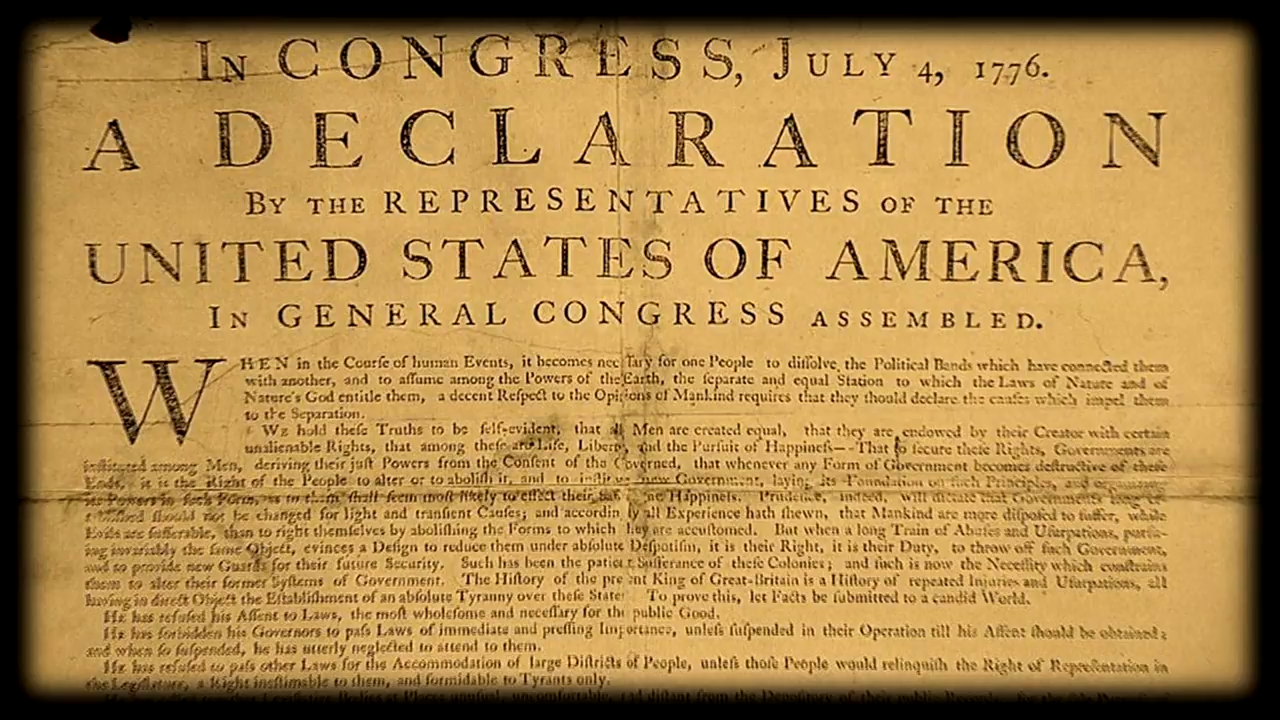 In CONGRESS, July 4, 1776.
A DECLARATION
By the REPRESENTATIVES of the
UNITED STATES OF AMERICA,
In GENERAL CONGRESS assembled.
WHEN in the Courſe of human Events, it becomes neceſſary for one People to diſſolve the Political Bands which have connected them
with another, and to aſſume among the Powers of the Earth, the ſeparate and equal Station to which the Laws of Nature and of
Nature's God entitle them, a decent Reſpect to the Opinions of Mankind requires that they ſhould declare the cauſes which impel them
to the Separation.
We hold theſe Truths to be ſelf-evident, that all Men are created equal, that they are endowed by their Creator with certain
unalienable Rights, that among theſe are Life, Liberty, and the Purſuit of Happineſs--That to ſecure theſe Rights, Governments are
inſtituted among Men, deriving their juſt Powers from the Conſent of the Governed, that whenever any Form of Government becomes deſtructive of theſe
Ends, it is the Right of the People to alter or to aboliſh it, and to inſtitute new Government, laying its Foundation on ſuch Principles, and organizing
its Powers in ſuch Form, as to them ſhall ſeem moſt likely to effect their Happineſs. Prudence, indeed, will dictate that Governments long
ſhould not be changed for light and tranſient Cauſes; and accordingly all Experience hath ſhewn, that Mankind are more diſpoſed to ſuffer, while
Evils are ſufferable, than to right themſelves by aboliſhing the Forms to which they are accuſtomed. But when a long Train of Abuſes and Uſurpations, purſu-
ing invariably the ſame Object, evinces a Deſign to reduce them under abſolute Deſpotiſm, it is their Right, it is their Duty, to throw off ſuch Government,
and to provide new Guards for their future Security. Such has been the patient Sufferance of theſe Colonies; and ſuch is now the Neceſſity which conſtrains
them to alter their former Syſtems of Government. The Hiſtory of the preſent King of Great-Britain is a Hiſtory of repeated Injuries and Uſurpations, all
having in direct Object the Eſtabliſhment of an abſolute Tyranny over theſe States. To prove this, let Facts be ſubmitted to a candid World.
He has refuſed his Aſſent to Laws, the moſt wholeſome and neceſſary for the public Good.
He has forbidden his Governors to paſs Laws of immediate and preſſing Importance, unleſs ſuſpended in their Operation till his Aſſent ſhould be obtained;
and when ſo ſuſpended, he has utterly neglected to attend to them.
He has refuſed to paſs other Laws for the Accommodation of large Diſtricts of People, unleſs thoſe People would relinquiſh the Right of Repreſentation in
the Legiſlature, a Right ineſtimable to them, and formidable to Tyrants only.
Bodies at Places unuſual, uncomfortable, and diſtant from the Depoſitory of their public